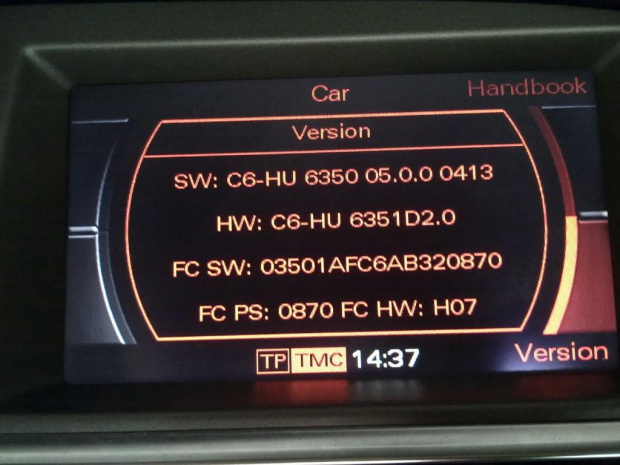 Car
Handbook
Version
SW: C6-HU 6350 05.0.0 0413
HW: C6-HU 6351D2.0
FC SW: 03501AFC6AB320870
FC PS: 0870 FC HW: H07
TP TMC 14:37
Version